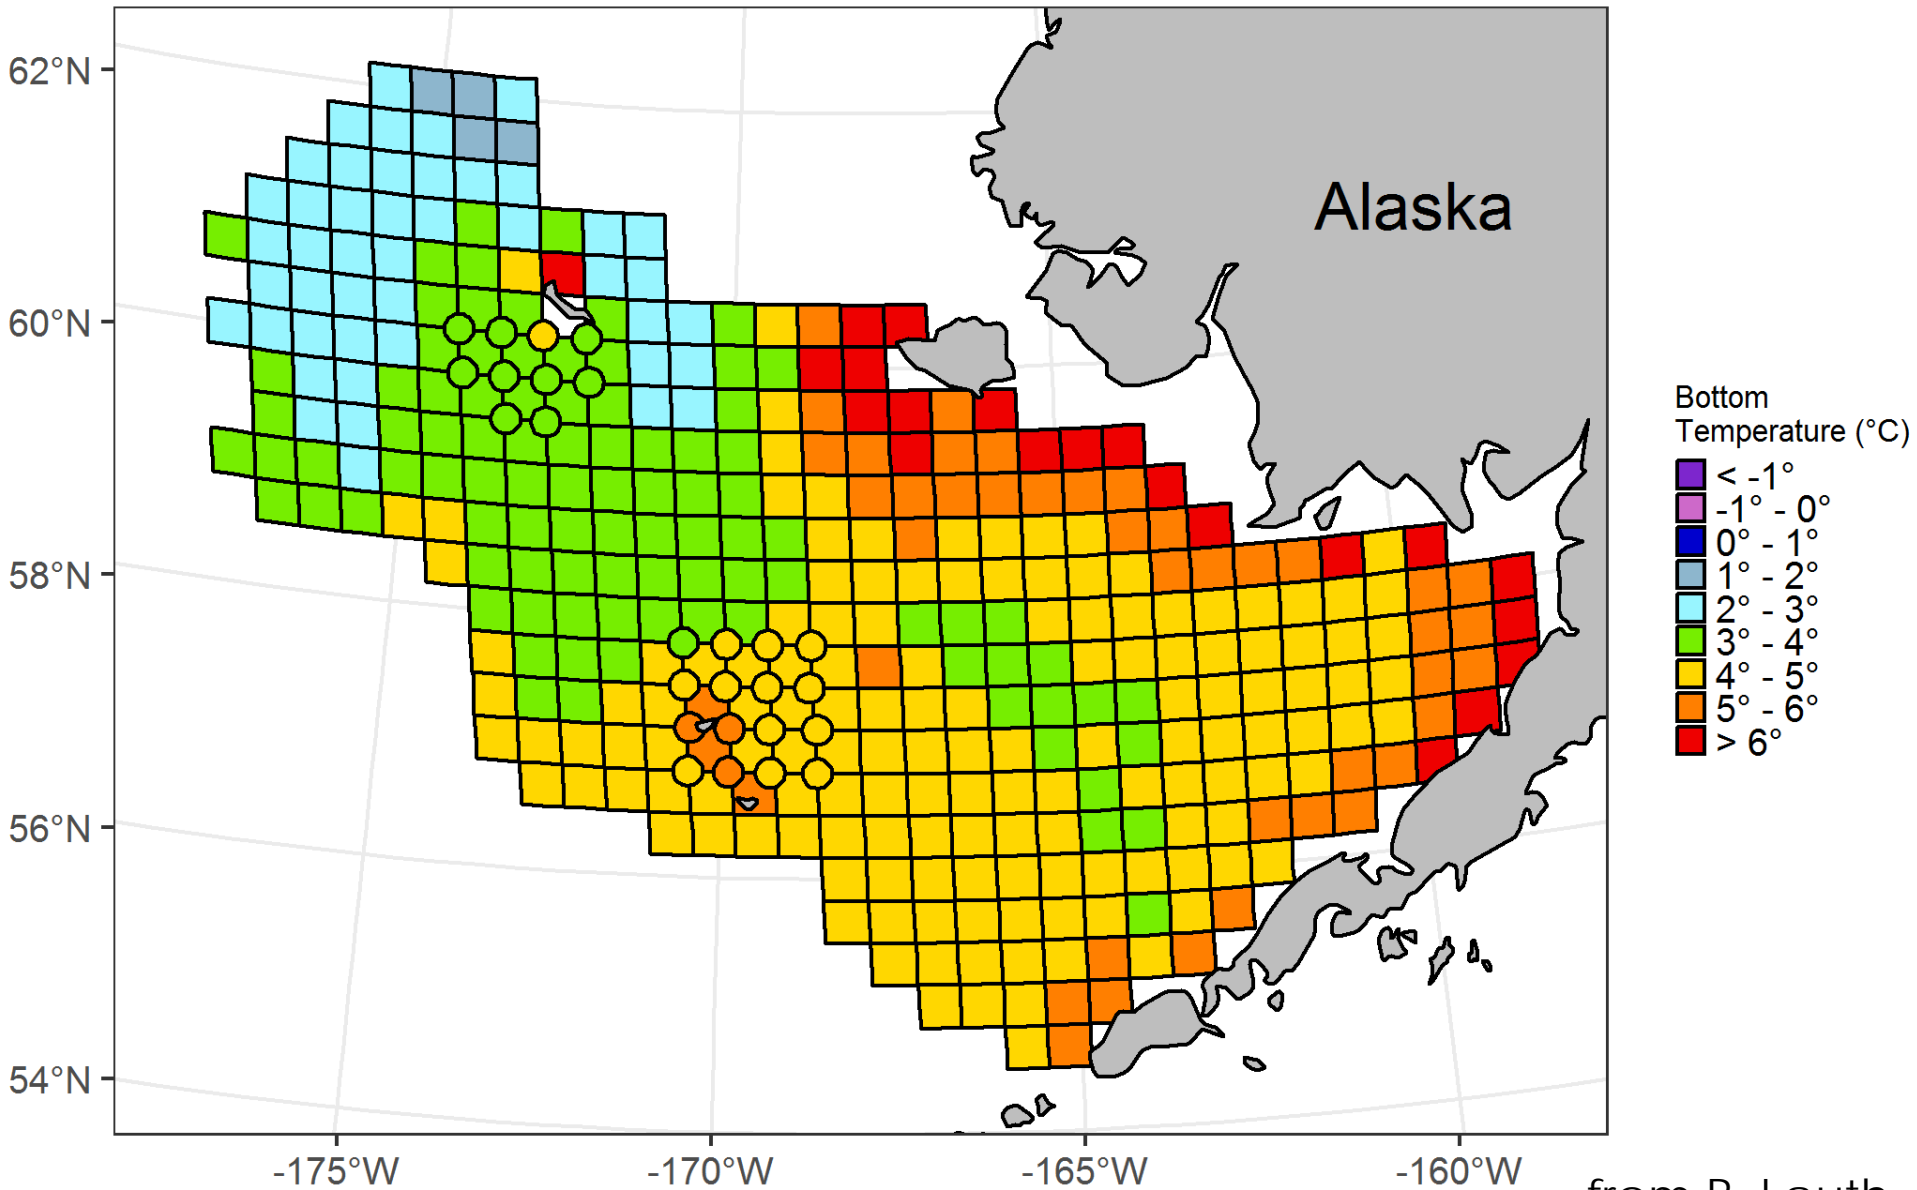 62°N
60°N
58°N
56°N
54°N
-175°W
-170°W
-165°W
-160°W
Alaska
Bottom
Temperature (°C)
< -1°
-1° - 0°
0° - 1°
1° - 2°
2° - 3°
3° - 4°
4° - 5°
5° - 6°
> 6°
from